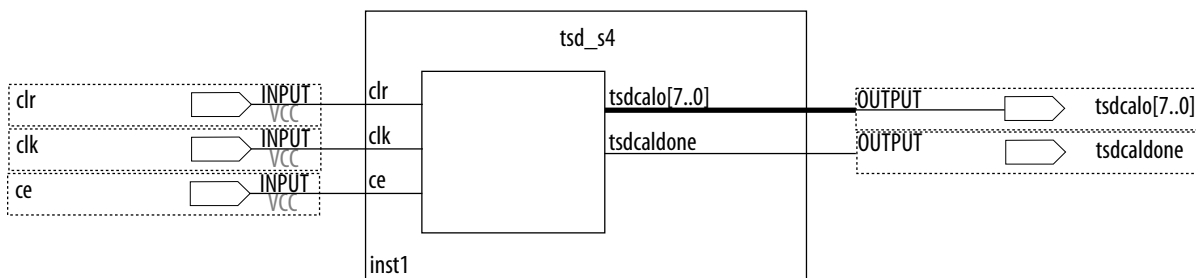 tsd_s4
clr INPUT VCC clr tsdcalo[7..0] OUTPUT tsdcalo[7..0]
clk INPUT VCC clk tsdcaldone OUTPUT tsdcaldone
ce INPUT VCC ce
inst1